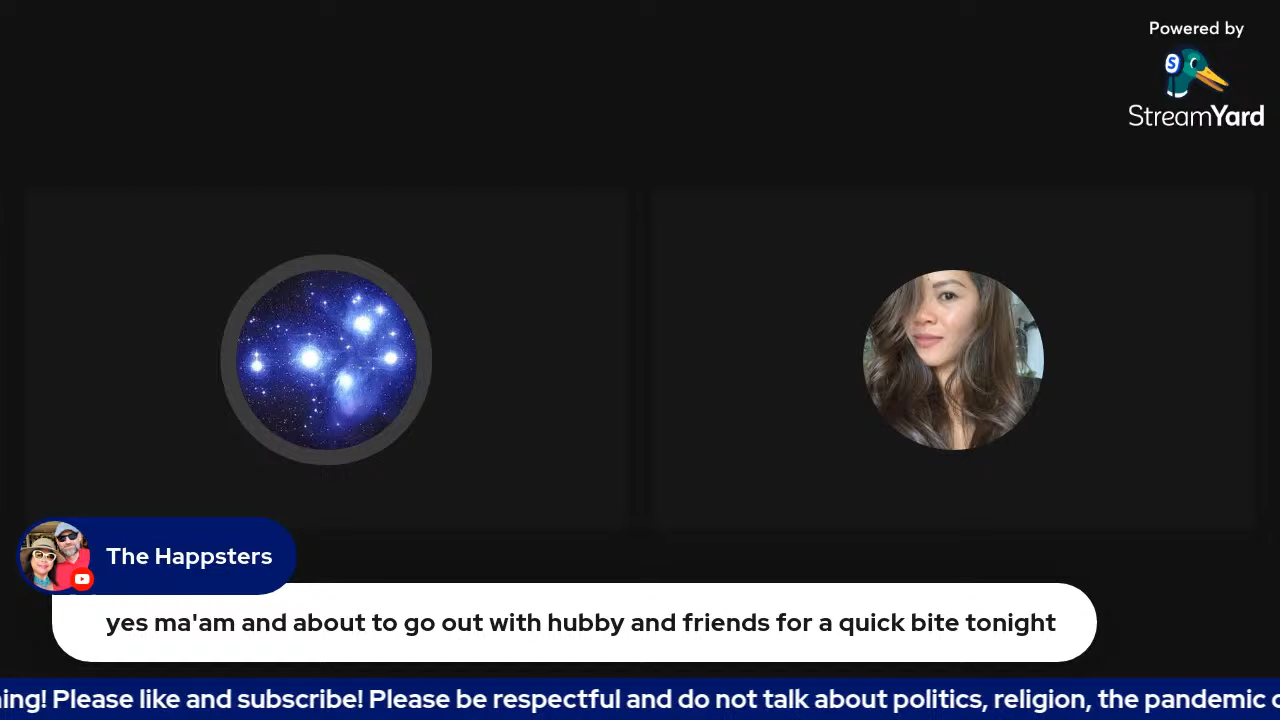 Powered by
StreamYard
The Happsters
yes ma'am and about to go out with hubby and friends for a quick bite tonight
Please like and subscribe! Please be respectful and do not talk about politics, religion, the pandemic